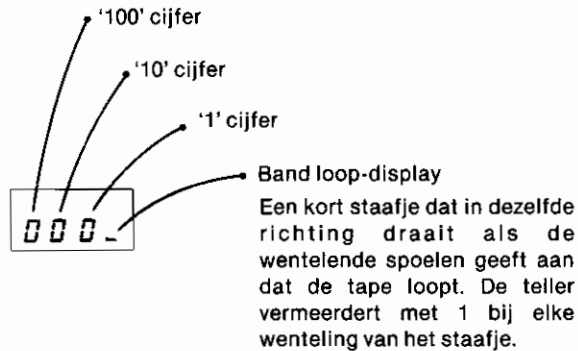 '100' cijfer
'10' cijfer
'1' cijfer
000_
Band loop-display
Een kort staafje dat in dezelfde
richting draait als de
wentelende spoelen geeft aan
dat de tape loopt. De teller
vermeerdert met 1 bij elke
wenteling van het staafje.